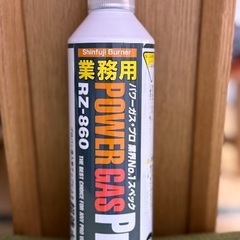 Shinfuji Burner
業務用
パワーガス・プロ 業界No.1スペック
POWER GAS P
RZ-860
THE BEST CHOICE FOR ANY PRO